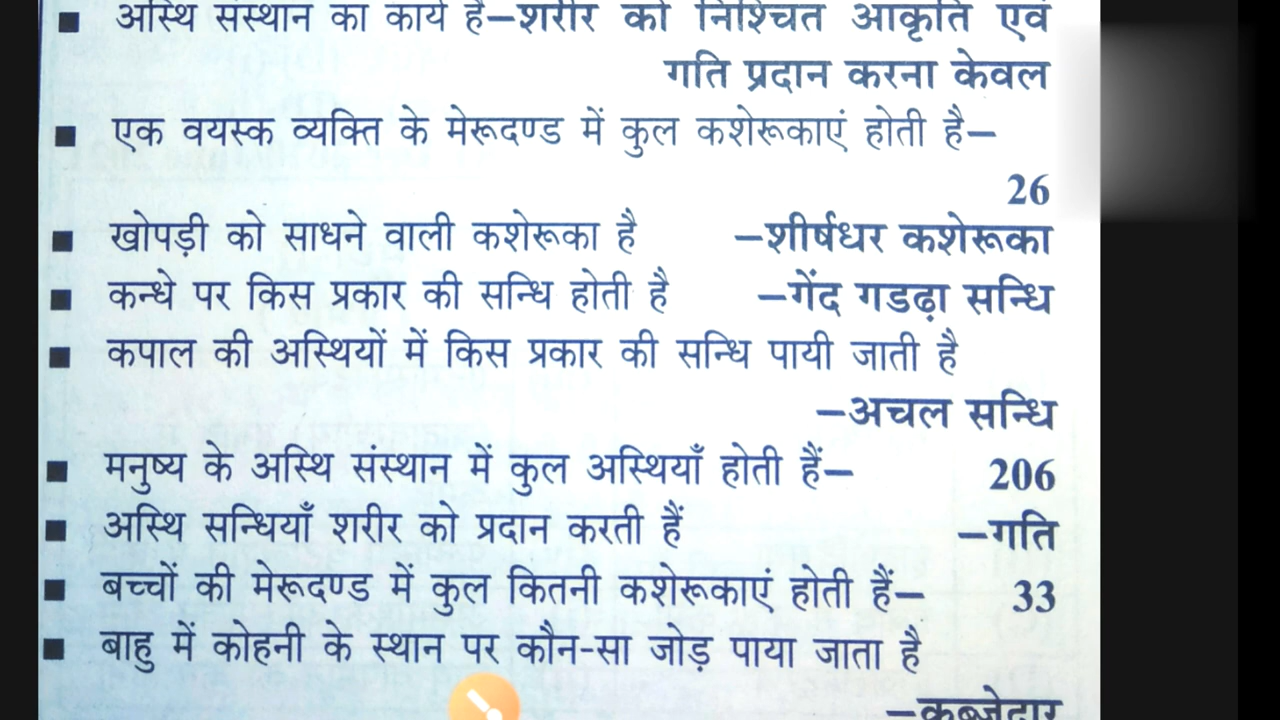 ■ अस्थि संस्थान का कार्य है–शरीर को निश्चित आकृति एवं
गति प्रदान करना केवल
■ एक वयस्क व्यक्ति के मेरूदण्ड में कुल कशेरूकाएं होती है–
26
■ खोपड़ी को साधने वाली कशेरूका है –शीर्षधर कशेरूका
■ कन्धे पर किस प्रकार की सन्धि होती है –गेंद गडढ़ा सन्धि
■ कपाल की अस्थियों में किस प्रकार की सन्धि पायी जाती है
–अचल सन्धि
■ मनुष्य के अस्थि संस्थान में कुल अस्थियाँ होती हैं– 206
■ अस्थि सन्धियाँ शरीर को प्रदान करती हैं –गति
■ बच्चों की मेरूदण्ड में कुल कितनी कशेरूकाएं होती हैं– 33
■ बाहु में कोहनी के स्थान पर कौन-सा जोड़ पाया जाता है
–कब्जेदार